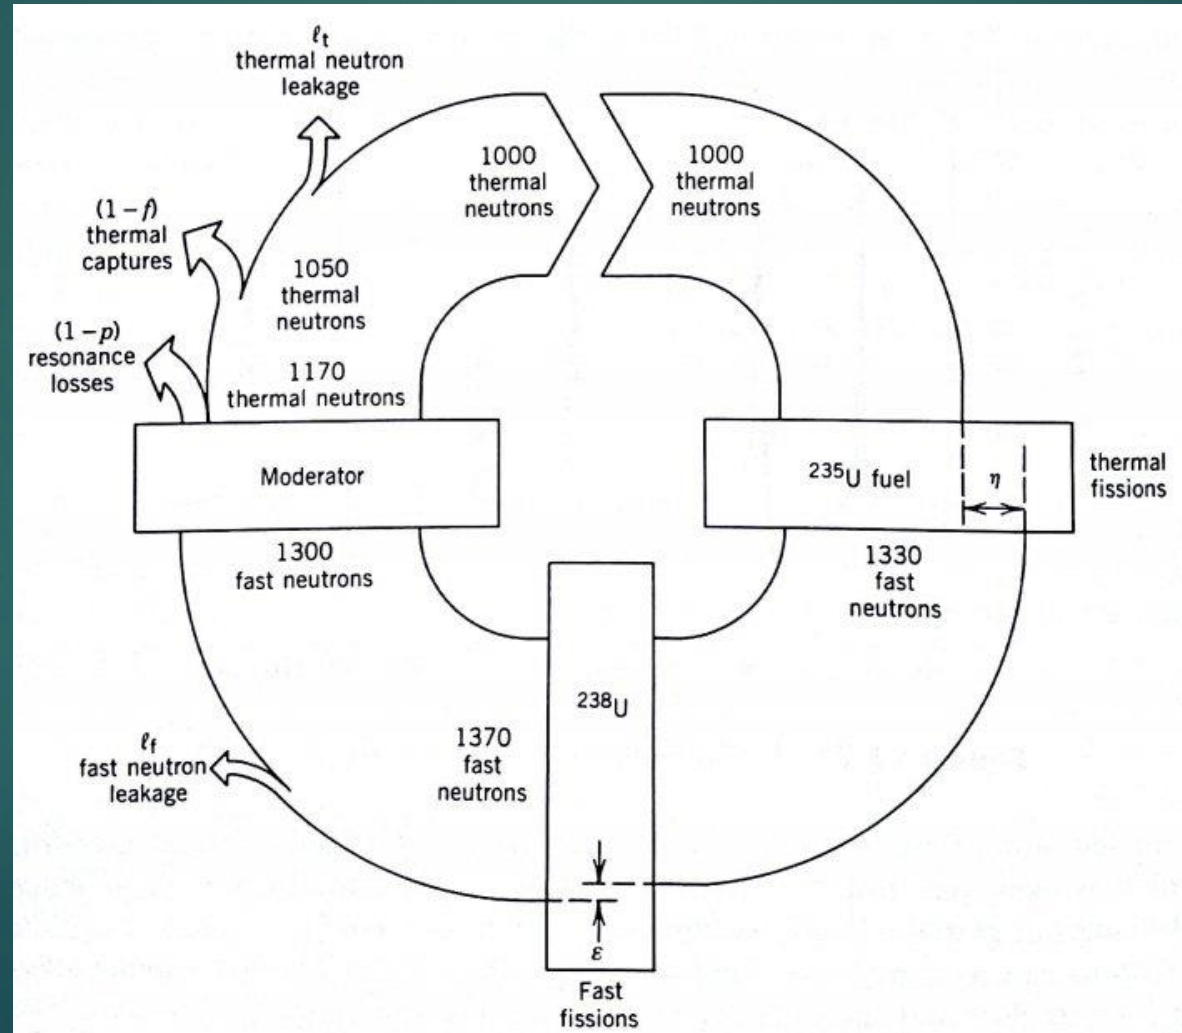 ℓt
thermal neutron
leakage
1000
thermal
neutrons
1000
thermal
neutrons
(1-f)
thermal
captures
1050
thermal
neutrons
(1-p)
resonance
losses
1170
thermal neutrons
Moderator
²³⁵U fuel
η
thermal
fissions
1300
fast neutrons
1330
fast
neutrons
²³⁸U
1370
fast
neutrons
ℓf
fast neutron
leakage
ε
Fast
fissions